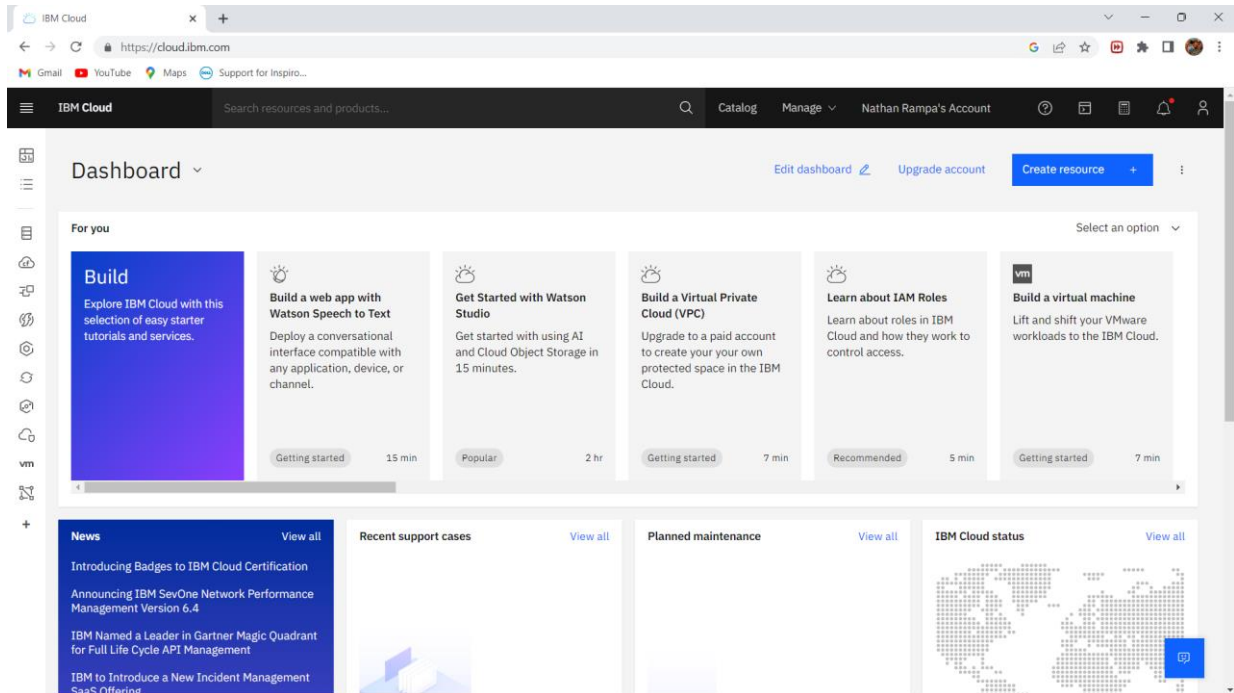 IBM Cloud
https://cloud.ibm.com
Gmail YouTube Maps Support for Inspiro...
IBM Cloud Search resources and products... Catalog Manage Nathan Rampa's Account
Dashboard Edit dashboard Upgrade account Create resource +
For you Select an option
Build
Explore IBM Cloud with this
selection of easy starter
tutorials and services.
Build a web app with
Watson Speech to Text
Deploy a conversational
interface compatible with
any application, device, or
channel.
Getting started 15 min
Get Started with Watson
Studio
Get started with using AI
and Cloud Object Storage in
15 minutes.
Popular 2 hr
Build a Virtual Private
Cloud (VPC)
Upgrade to a paid account
to create your your own
protected space in the IBM
Cloud.
Getting started 7 min
Learn about IAM Roles
Learn about roles in IBM
Cloud and how they work to
control access.
Recommended 5 min
vm
Build a virtual machine
Lift and shift your VMware
workloads to the IBM Cloud.
Getting started 7 min
vm
News View all
Introducing Badges to IBM Cloud Certification
Announcing IBM SevOne Network Performance
Management Version 6.4
IBM Named a Leader in Gartner Magic Quadrant
for Full Life Cycle API Management
IBM to Introduce a New Incident Management
SaaS Offering
Recent support cases View all
Planned maintenance View all
IBM Cloud status View all